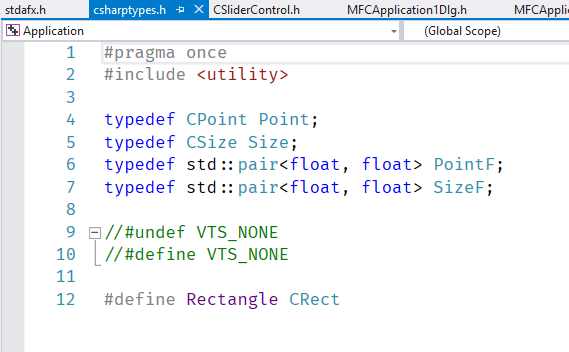 stdafx.h csharptypes.h CSliderControl.h MFCApplication1Dlg.h MFCAppli
Application (Global Scope)
1 #pragma once
2 #include <utility>
3
4 typedef CPoint Point;
5 typedef CSize Size;
6 typedef std::pair<float, float> PointF;
7 typedef std::pair<float, float> SizeF;
8
9 //#undef VTS_NONE
10 //#define VTS_NONE
11
12 #define Rectangle CRect